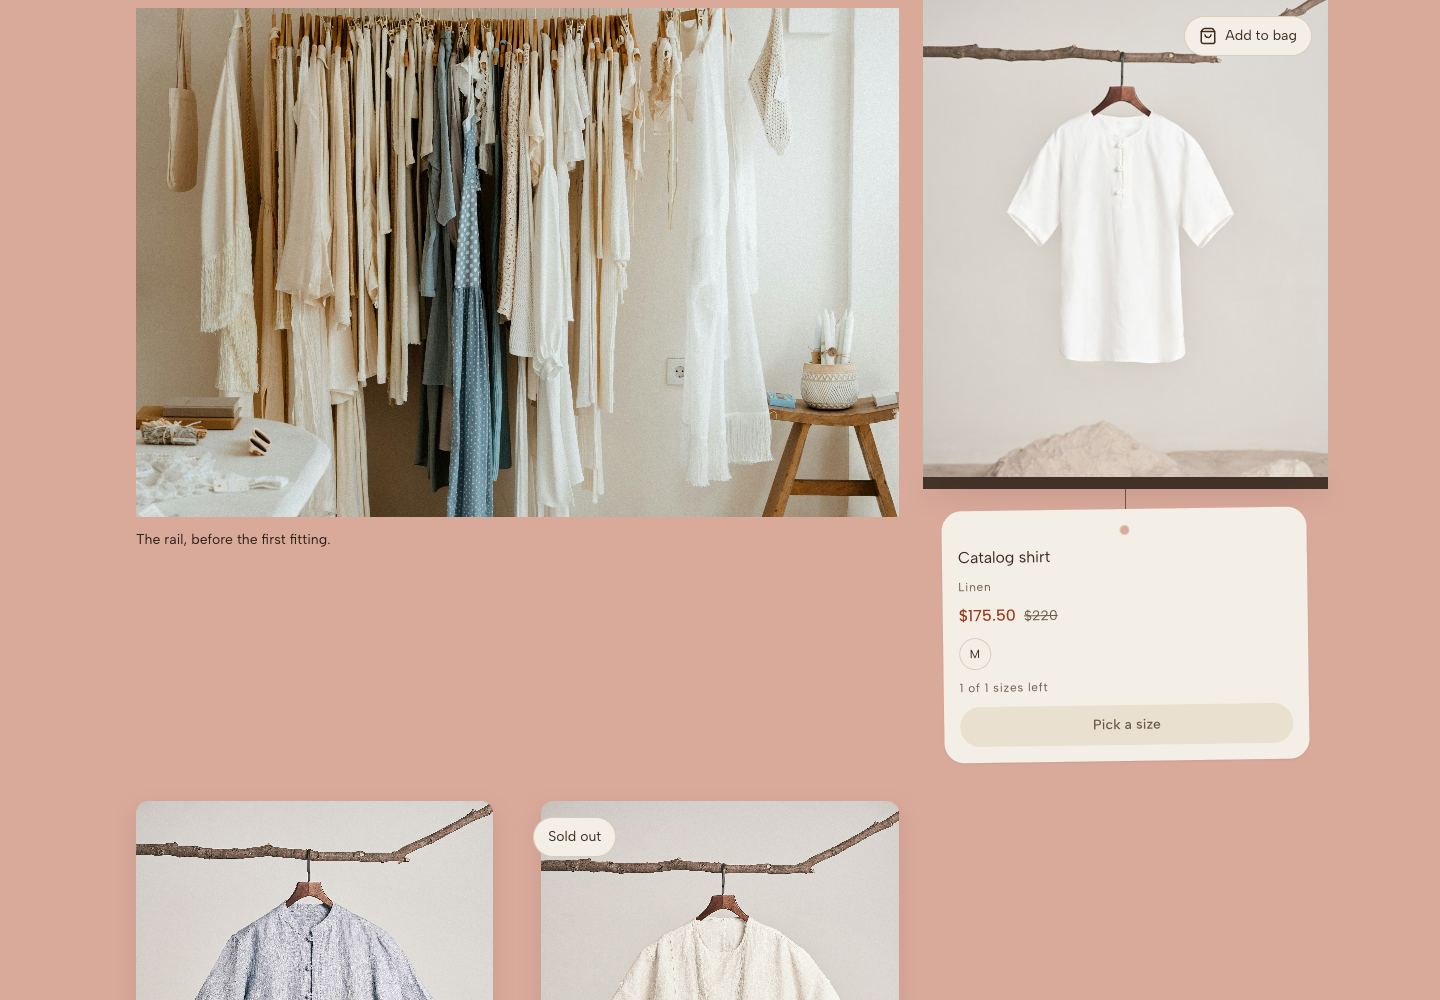 Add to bag
The rail, before the first fitting.
Catalog shirt
Linen
$175.50 $220
M
1 of 1 sizes left
Pick a size
Sold out